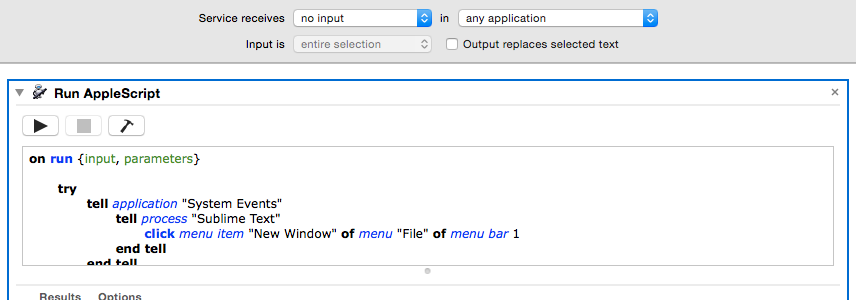 Service receives no input in any application
Input is entire selection Output replaces selected text
Run AppleScript
on run {input, parameters}
try
tell application "System Events"
tell process "Sublime Text"
click menu item "New Window" of menu "File" of menu bar 1
end tell
end tell
Results Options